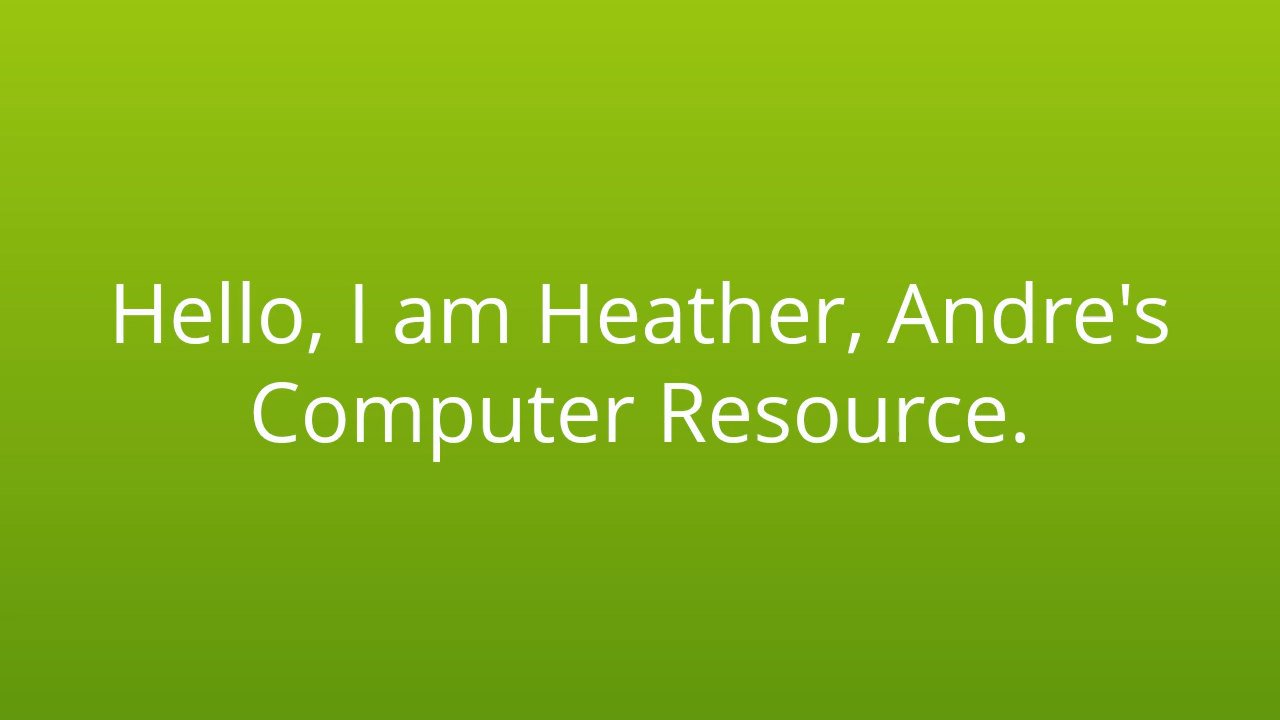 Hello, I am Heather, Andre's
Computer Resource.